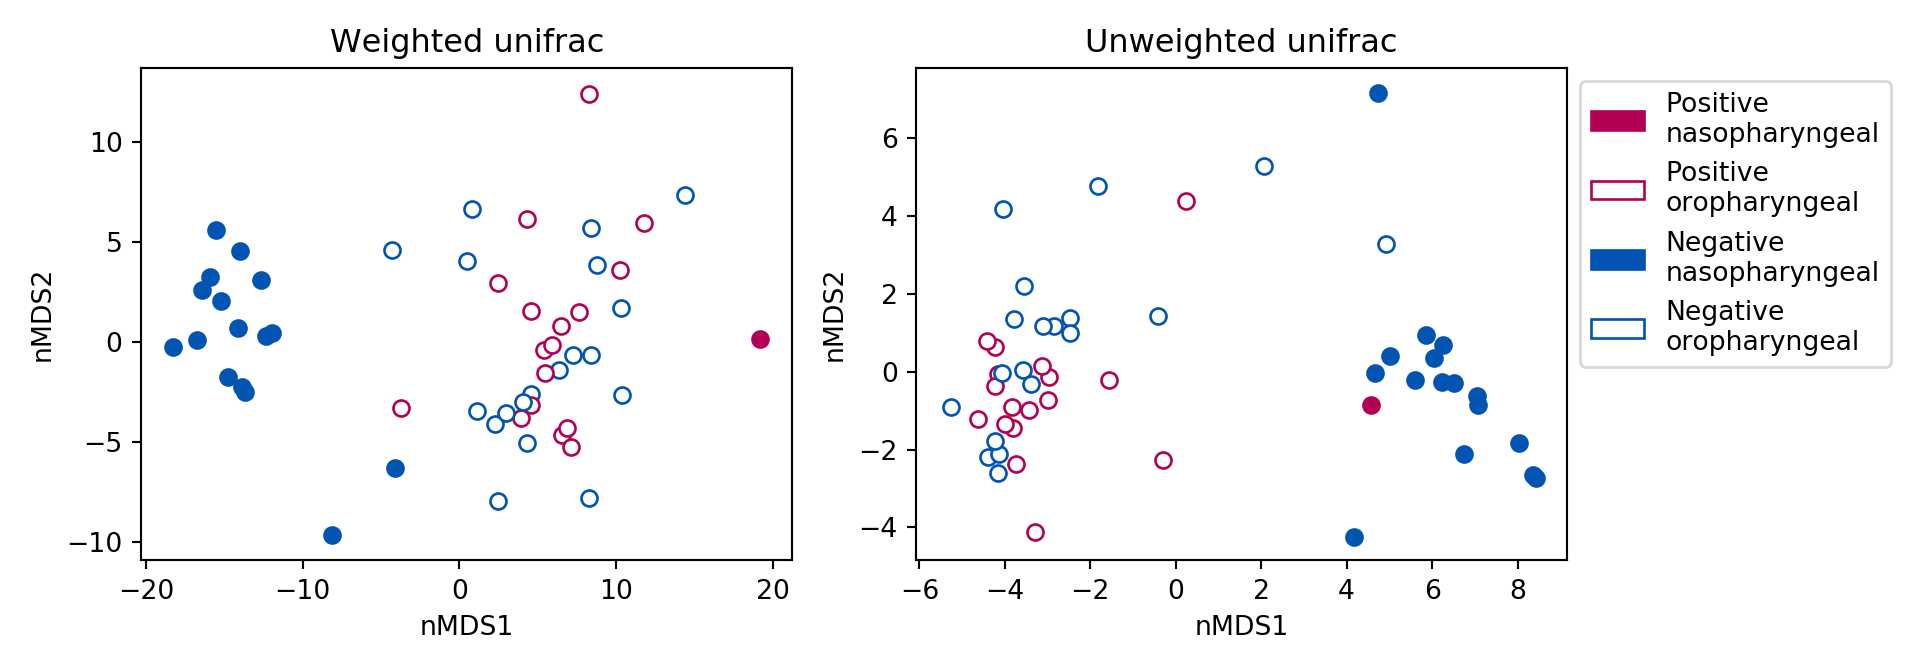 Weighted unifrac
10
5
0
−5
−10
nMDS2
−20
−10
0
10
20
nMDS1
Unweighted unifrac
6
4
2
0
−2
−4
nMDS2
−6
−4
−2
0
2
4
6
8
nMDS1
Positive
nasopharyngeal
Positive
oropharyngeal
Negative
nasopharyngeal
Negative
oropharyngeal